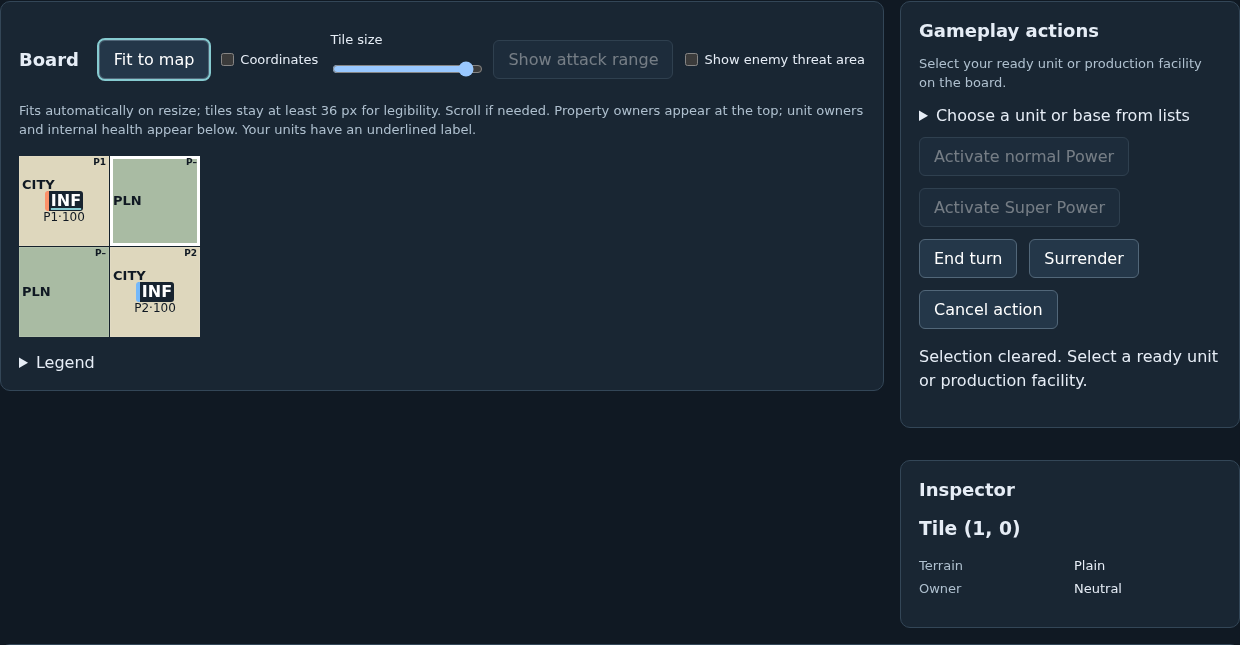 Board
Fit to map
Coordinates
Tile size
Show attack range
Show enemy threat area
Fits automatically on resize; tiles stay at least 36 px for legibility. Scroll if needed. Property owners appear at the top; unit owners
and internal health appear below. Your units have an underlined label.
P1
CITY
INF
P1·100
P–
PLN
P–
PLN
P2
CITY
INF
P2·100
Legend
Gameplay actions
Select your ready unit or production facility
on the board.
Choose a unit or base from lists
Activate normal Power
Activate Super Power
End turn
Surrender
Cancel action
Selection cleared. Select a ready unit
or production facility.
Inspector
Tile (1, 0)
Terrain Plain
Owner Neutral